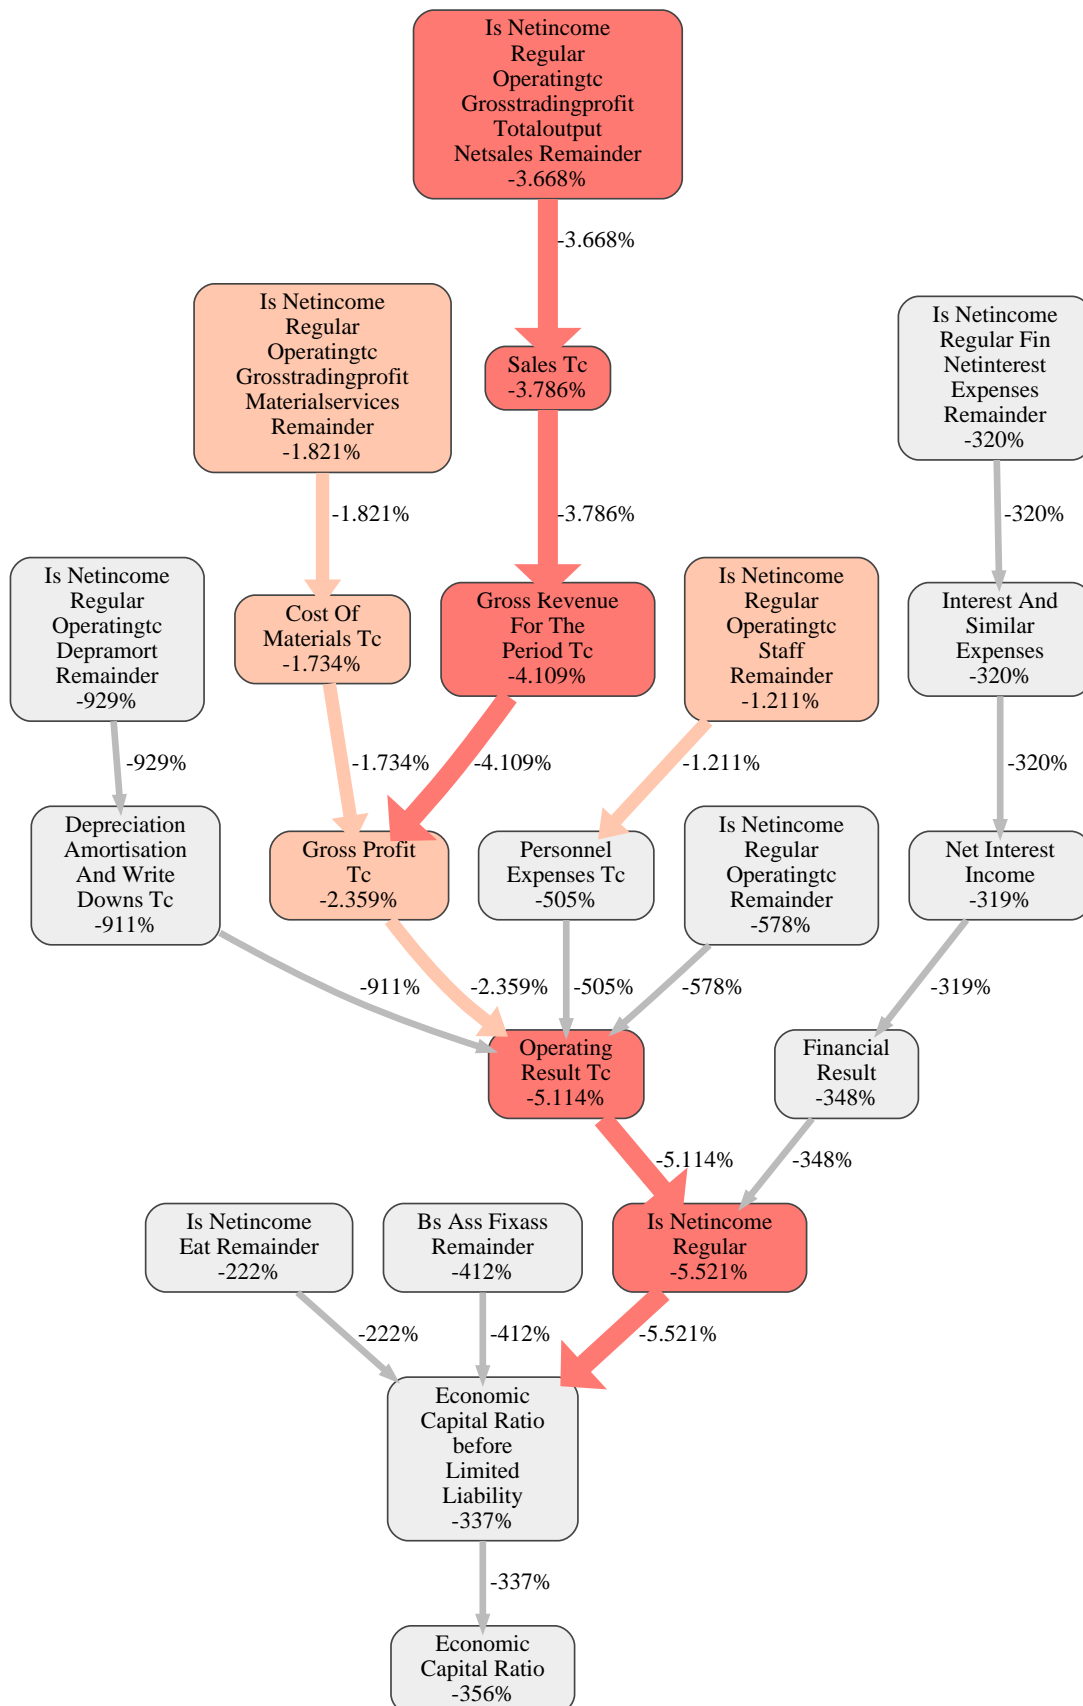 Is Netincome
Regular
Operatingtc
Grosstradingprofit
Totaloutput
Netsales Remainder
-3.668%
-3.668%
Is Netincome
Regular
Operatingtc
Grosstradingprofit
Materialservices
Remainder
-1.821%
Sales Tc
-3.786%
Is Netincome
Regular Fin
Netinterest
Expenses
Remainder
-320%
-1.821%
-3.786%
-320%
Is Netincome
Regular
Operatingtc
Depramort
Remainder
-929%
Cost Of
Materials Tc
-1.734%
Gross Revenue
For The
Period Tc
-4.109%
Is Netincome
Regular
Operatingtc
Staff
Remainder
-1.211%
Interest And
Similar
Expenses
-320%
-929%
-1.734%
-4.109%
-1.211%
-320%
Depreciation
Amortisation
And Write
Downs Tc
-911%
Gross Profit
Tc
-2.359%
Personnel
Expenses Tc
-505%
Is Netincome
Regular
Operatingtc
Remainder
-578%
Net Interest
Income
-319%
-911%
-2.359%
-505%
-578%
-319%
Operating
Result Tc
-5.114%
Financial
Result
-348%
-5.114%
-348%
Is Netincome
Eat Remainder
-222%
Bs Ass Fixass
Remainder
-412%
Is Netincome
Regular
-5.521%
-222%
-412%
-5.521%
Economic
Capital Ratio
before
Limited
Liability
-337%
-337%
Economic
Capital Ratio
-356%